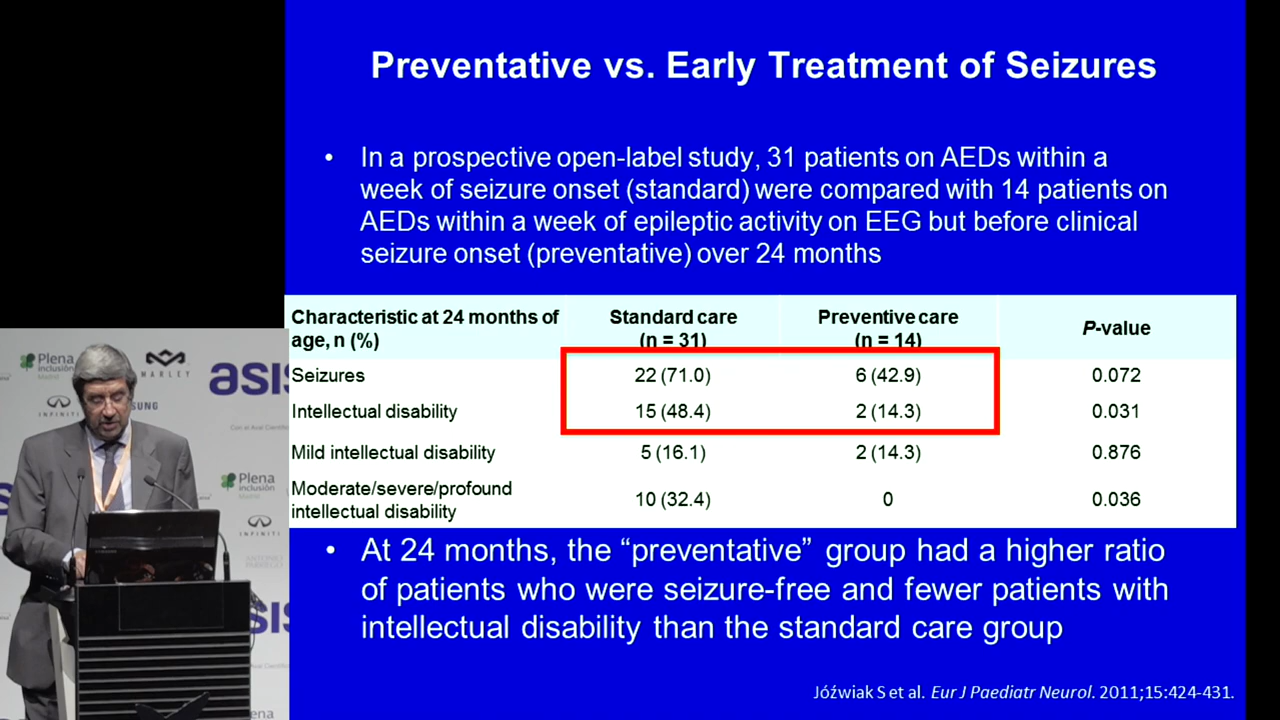 Preventative vs. Early Treatment of Seizures
• In a prospective open-label study, 31 patients on AEDs within a
week of seizure onset (standard) were compared with 14 patients on
AEDs within a week of epileptic activity on EEG but before clinical
seizure onset (preventative) over 24 months
Characteristic at 24 months of age, n (%)
Standard care (n = 31)
Preventive care (n = 14)
P-value
Seizures 22 (71.0) 6 (42.9) 0.072
Intellectual disability 15 (48.4) 2 (14.3) 0.031
Mild intellectual disability 5 (16.1) 2 (14.3) 0.876
Moderate/severe/profound intellectual disability 10 (32.4) 0 0.036
• At 24 months, the “preventative” group had a higher ratio
of patients who were seizure-free and fewer patients with
intellectual disability than the standard care group
Jóźwiak S et al. Eur J Paediatr Neurol. 2011;15:424-431.
Plena
inclusión
Madrid
MARLEY
INFINITI
SUNG
asis
Plena
inclusión
Madrid
INFINITI
SIS